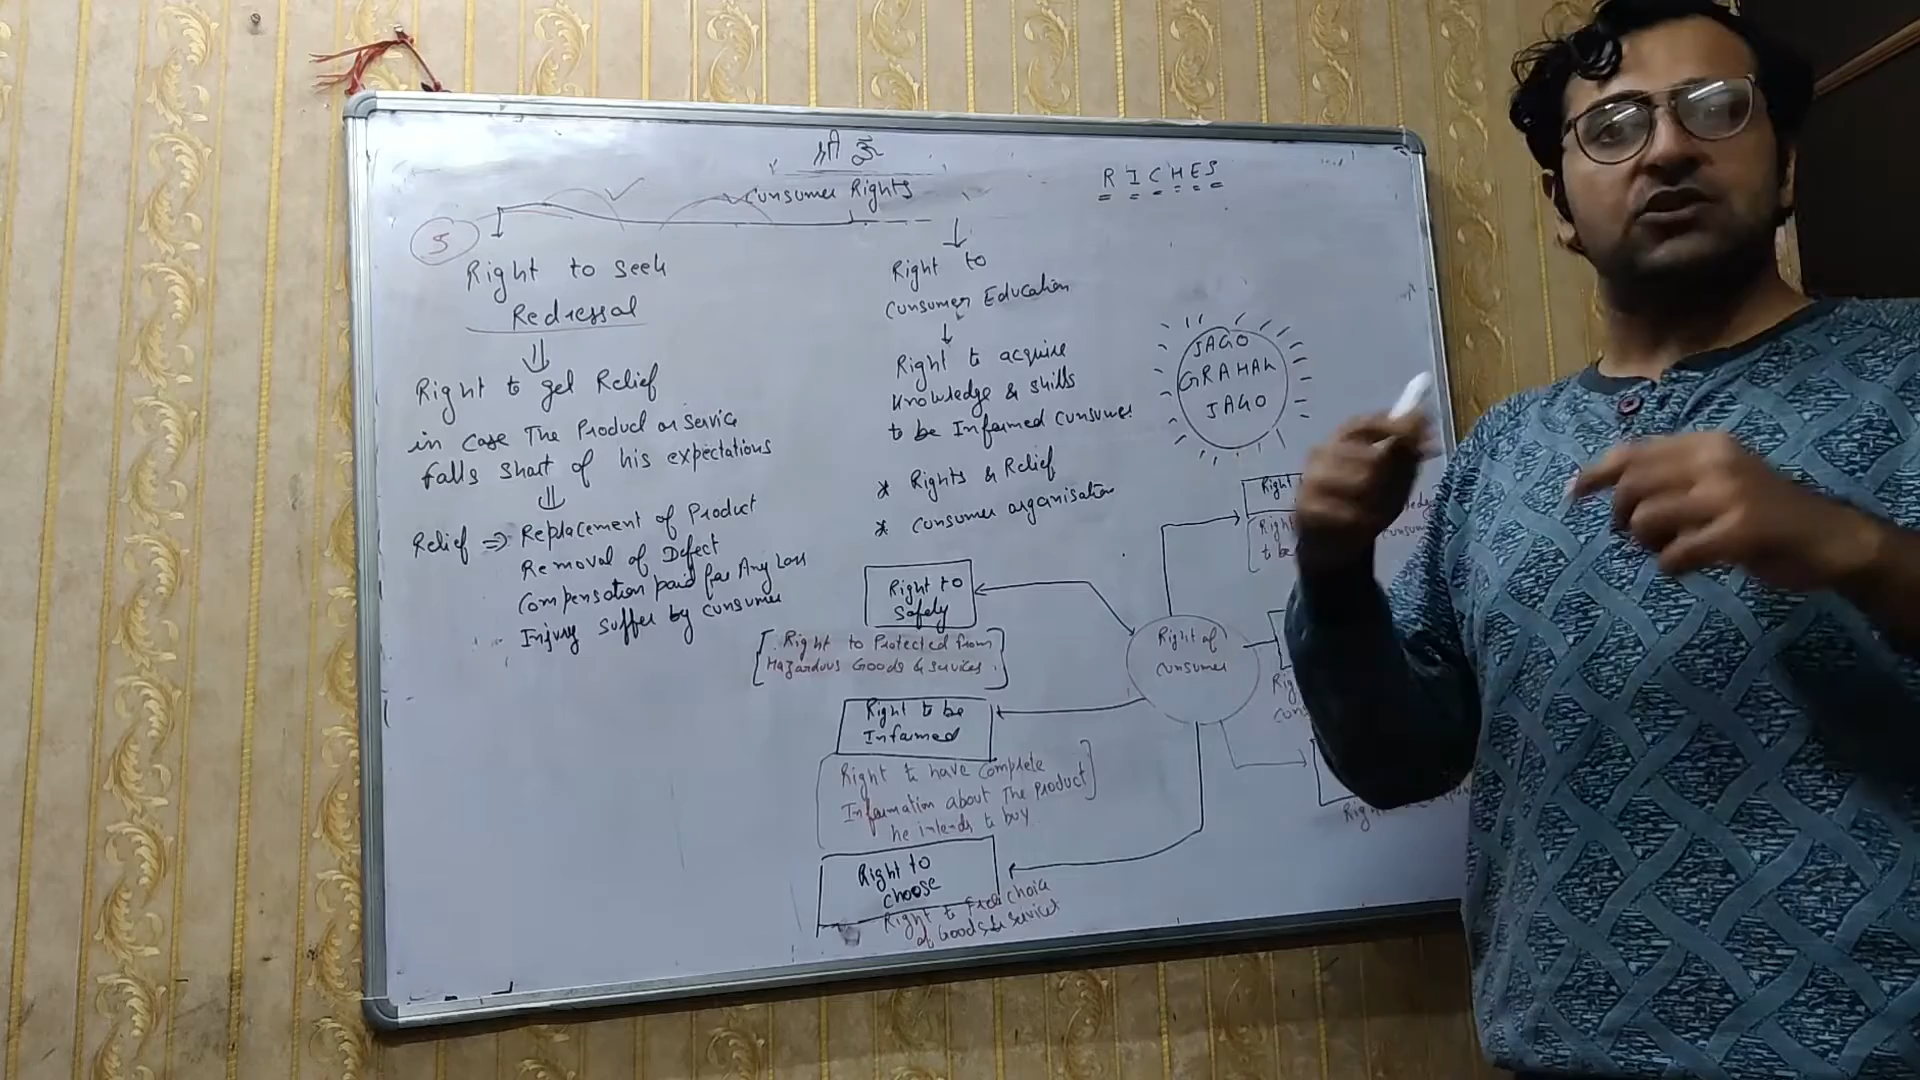 श्री ॐ
Consumer Rights
R I C H E S
5
Right to seek
Redressal
Right to get Relief
in case The Product or Service
falls short of his expectations
Relief ⇒ Replacement of Product
Removal of Defect
Compensation paid for Any Loss
Injury suffer by Consumer
Right to
Consumer Education
Right to acquire
Knowledge & skills
to be Informed consumer
* Rights & Relief
* Consumer organisation
JAGO
GRAHAK
JAGO
Right to
Safety
Right to Protected from
Hazardous Goods & Services.
Right to be
Informed
Right to have Complete
Information about The Product
he intends to buy
Right to
choose
Right to Free choice
of Goods & services
Right of
Consumer
Right
Right
to be